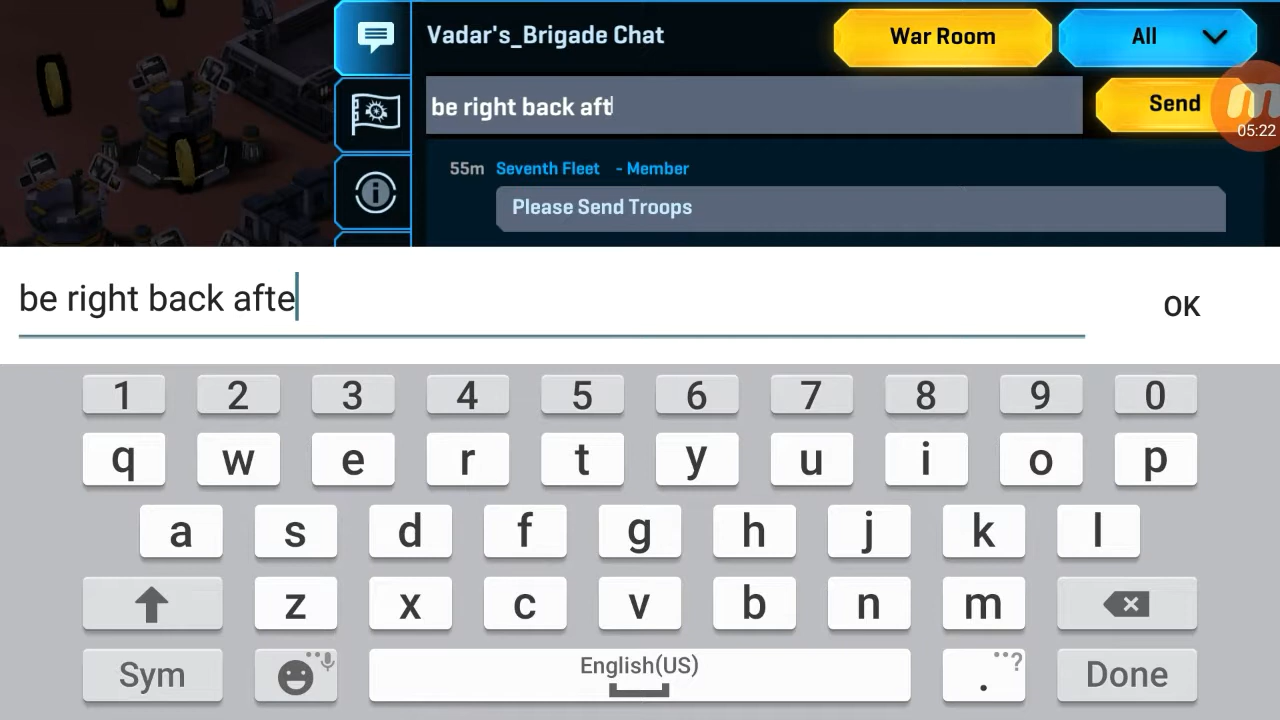 Vadar's_Brigade Chat
War Room
All
be right back aft
Send
05:22
55m Seventh Fleet - Member
Please Send Troops
be right back afte
OK
1 2 3 4 5 6 7 8 9 0
q w e r t y u i o p
a s d f g h j k l
z x c v b n m
Sym
English(US)
. ?
Done